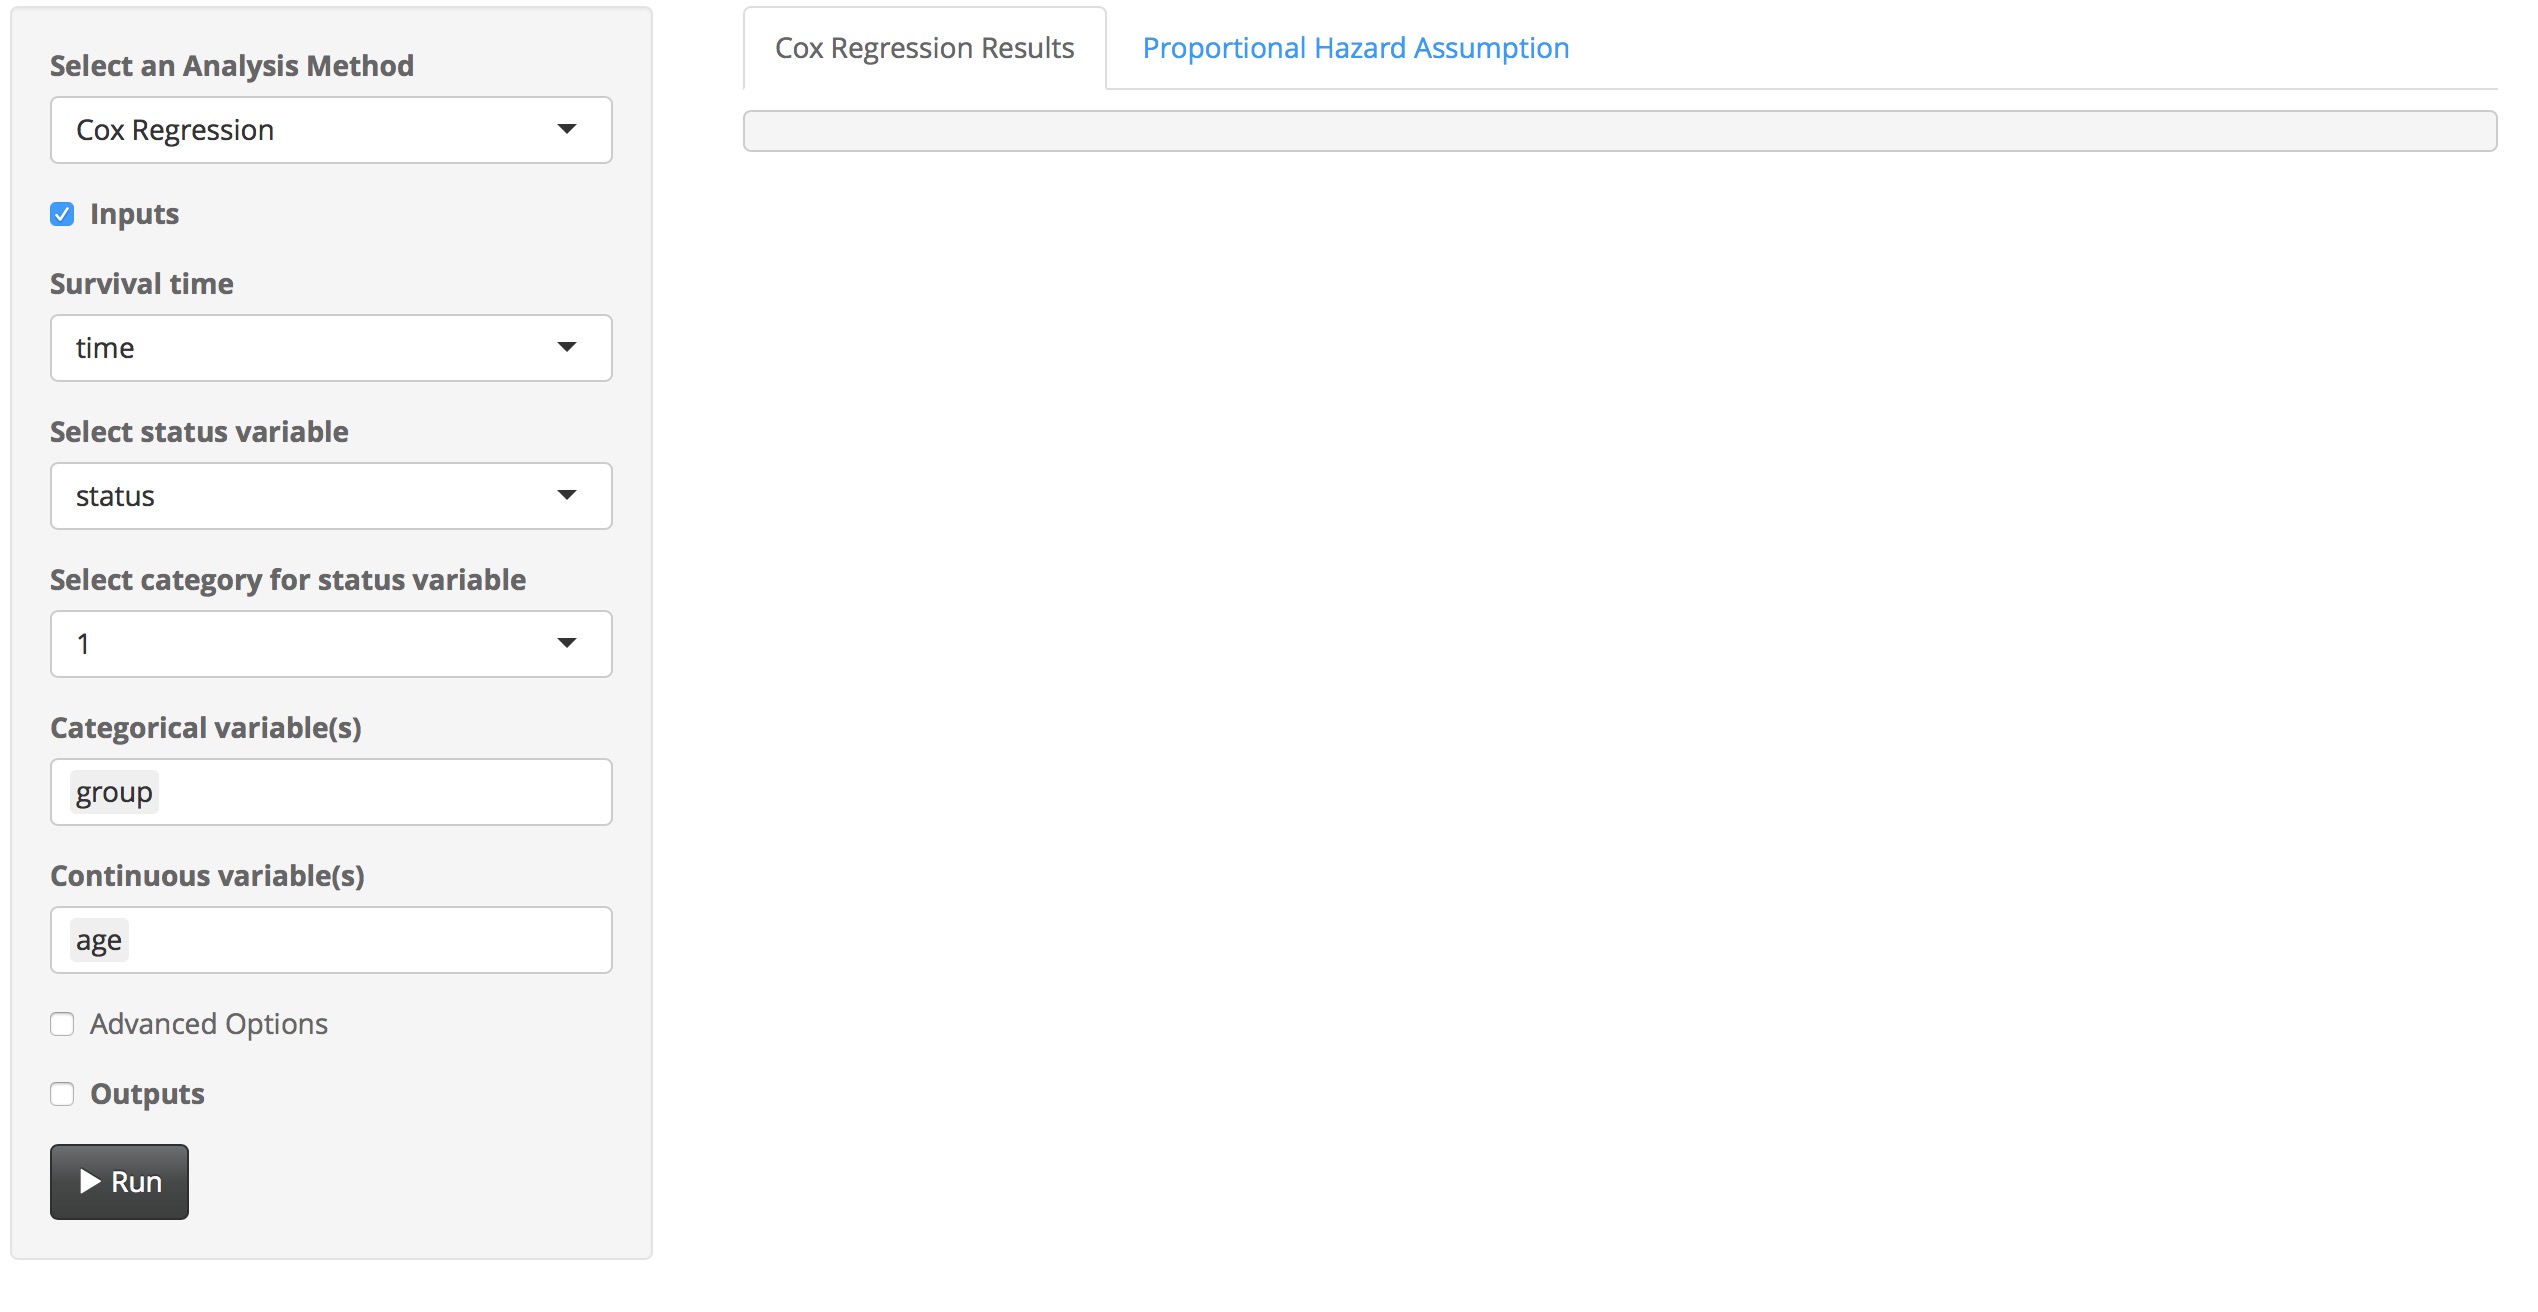 Select an Analysis Method
Cox Regression
Inputs
Survival time
time
Select status variable
status
Select category for status variable
1
Categorical variable(s)
group
Continuous variable(s)
age
Advanced Options
Outputs
Run
Cox Regression Results
Proportional Hazard Assumption